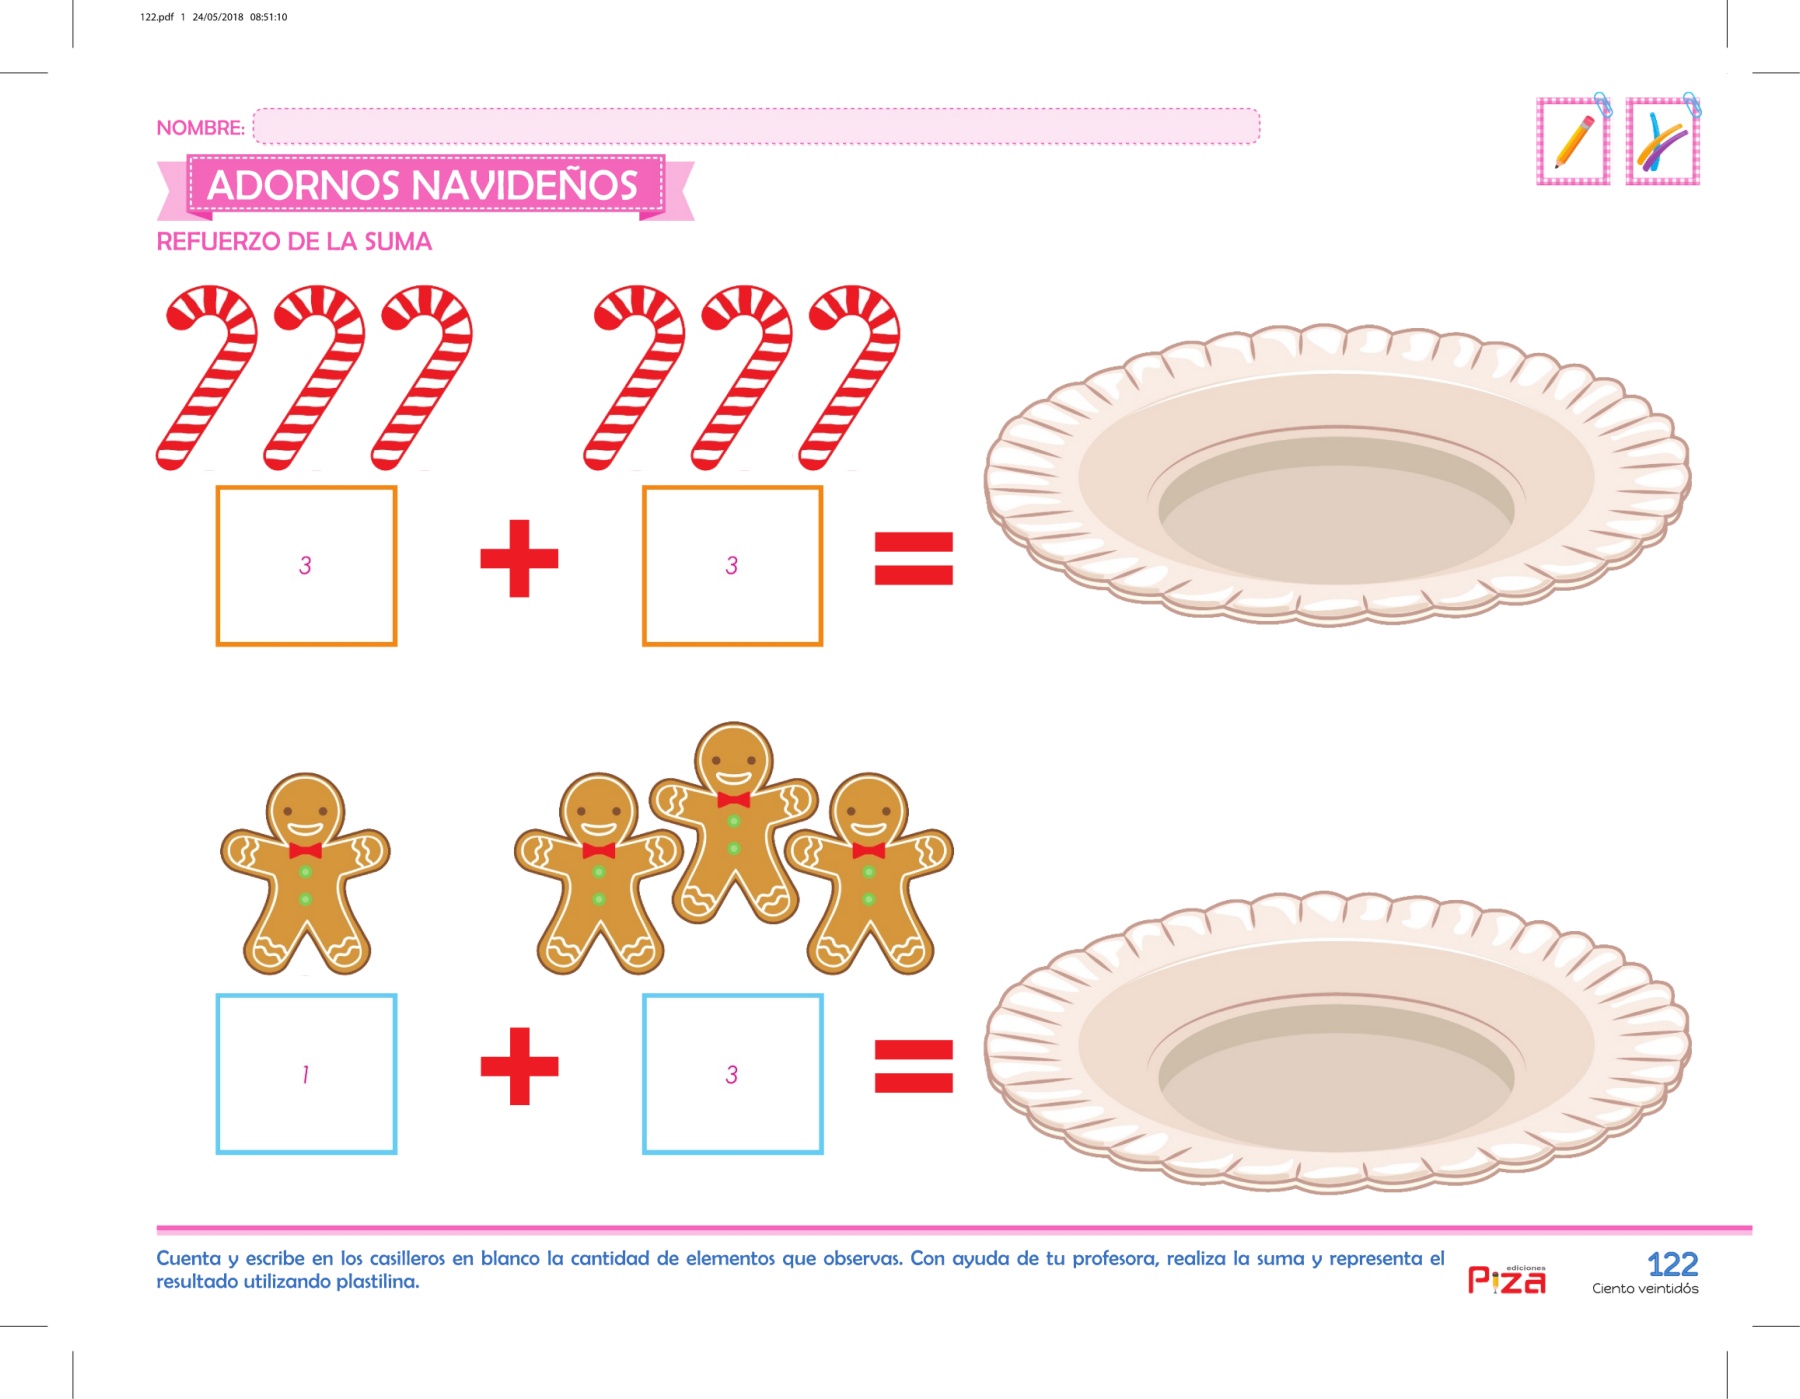 122.pdf 1 24/05/2018 08:51:10
NOMBRE:
ADORNOS NAVIDEÑOS
REFUERZO DE LA SUMA
3
3
1
3
Cuenta y escribe en los casilleros en blanco la cantidad de elementos que observas. Con ayuda de tu profesora, realiza la suma y representa el
resultado utilizando plastilina.
ediciones
Piza
122
Ciento veintidós